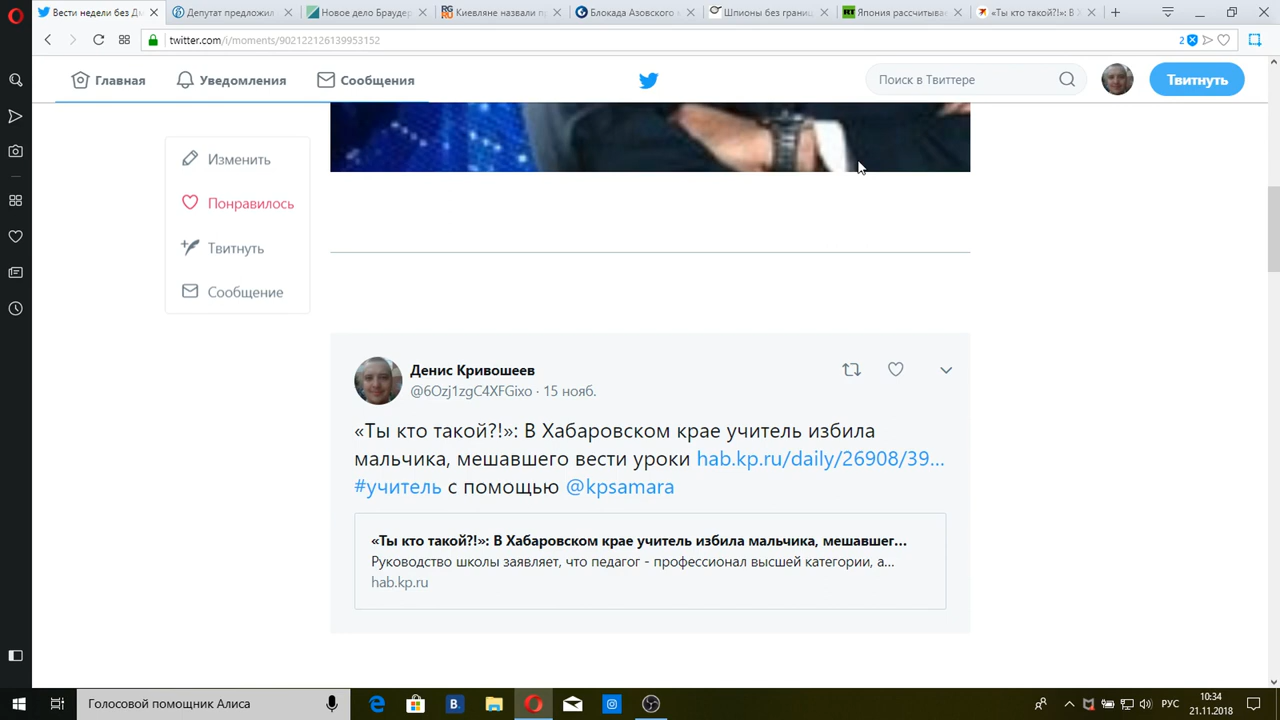 Вести недели без Д
Депутат предложил
Новое дело Браудер
Киевляне назвали п
Блокада Азовского
Шпионы без границ
Япония рассчитывае
«Ты кто такой?!»: В
twitter.com/i/moments/902122126139953152
2
Главная
Уведомления
Сообщения
Поиск в Твиттере
Твитнуть
Изменить
Понравилось
Твитнуть
Сообщение
Денис Кривошеев
@6Ozj1zgC4XFGixo · 15 нояб.
«Ты кто такой?!»: В Хабаровском крае учитель избила
мальчика, мешавшего вести уроки hab.kp.ru/daily/26908/39...
#учитель с помощью @kpsamara
«Ты кто такой?!»: В Хабаровском крае учитель избила мальчика, мешавшег...
Руководство школы заявляет, что педагог - профессионал высшей категории, а...
hab.kp.ru
Голосовой помощник Алиса
РУС
10:34
21.11.2018